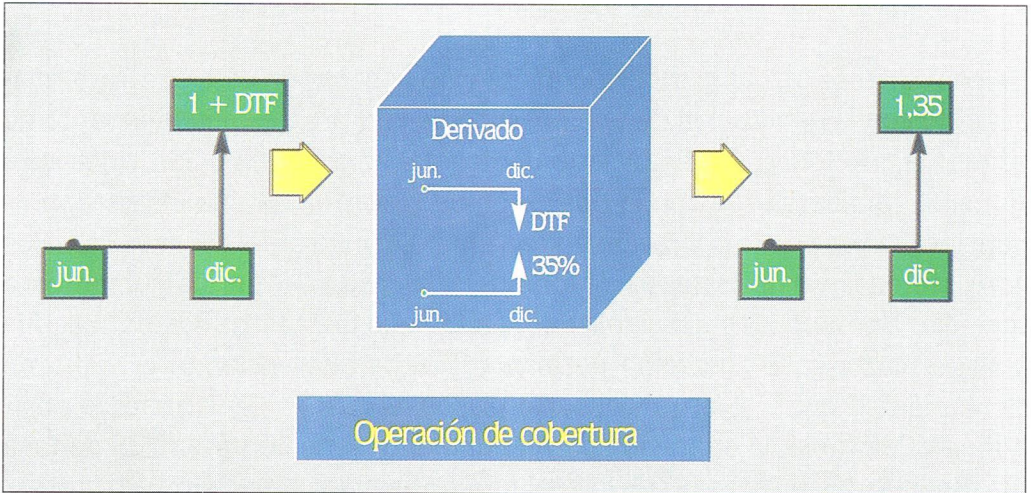 1 + DTF
jun.
dic.
Derivado
jun. dic.
DTF
35%
jun. dic.
1,35
jun.
dic.
Operación de cobertura